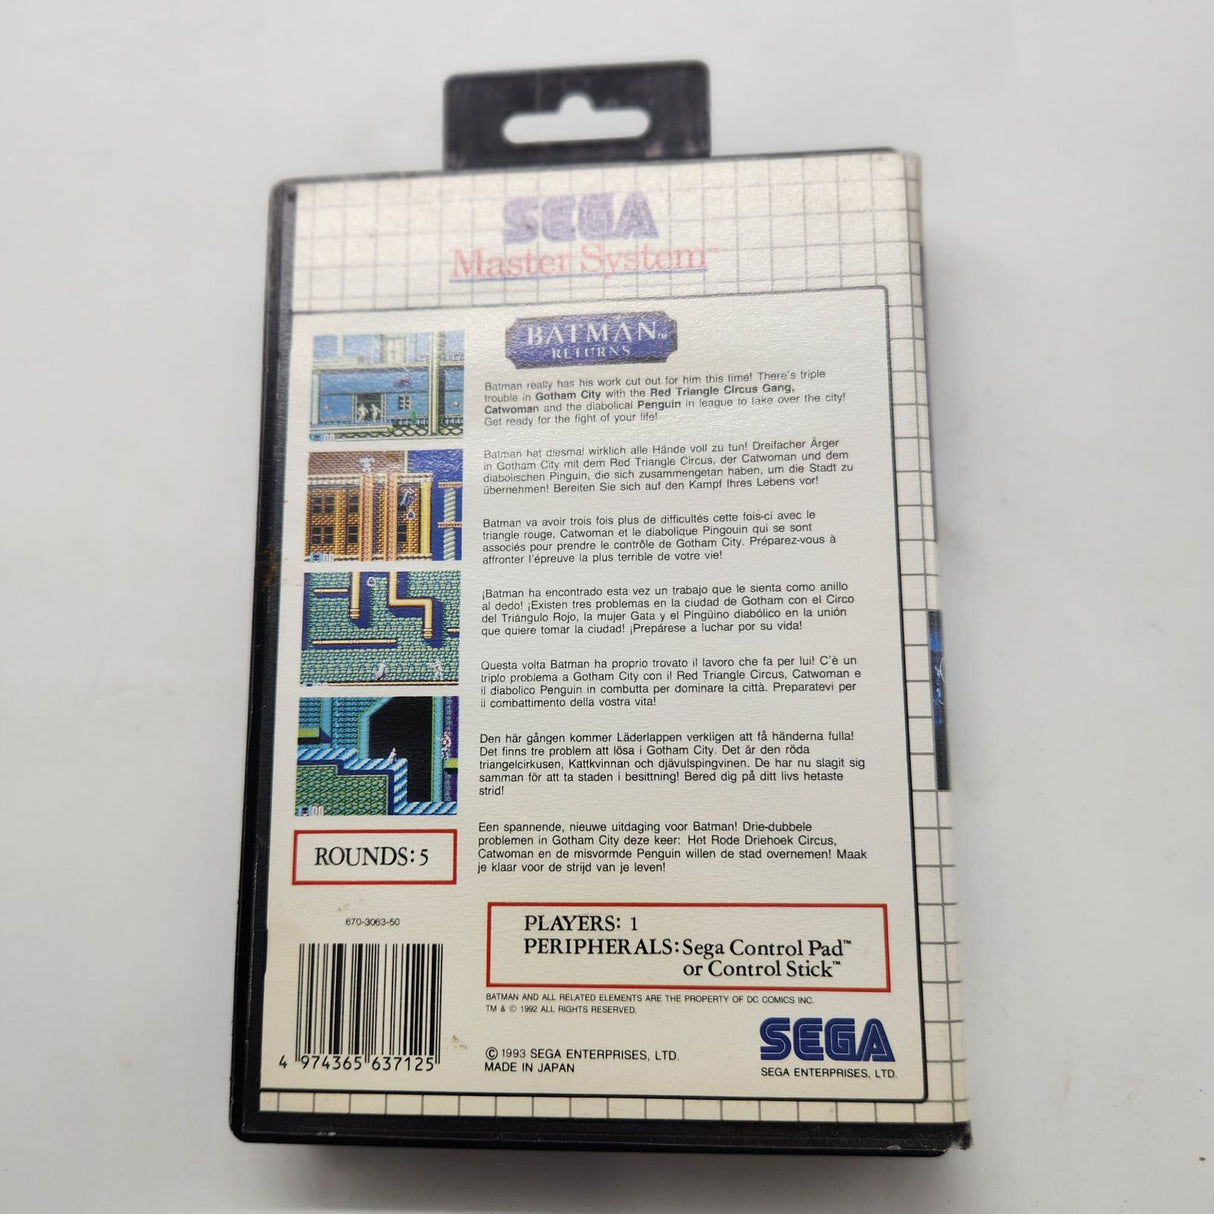 SEGA
Master System™
BATMAN™
RETURNS
Batman really has his work cut out for him this time! There's triple
trouble in Gotham City with the Red Triangle Circus Gang,
Catwoman and the diabolical Penguin in league to take over the city!
Get ready for the fight of your life!
Batman hat diesmal wirklich alle Hände voll zu tun! Dreifacher Ärger
in Gotham City mit dem Red Triangle Circus, der Catwoman und dem
diabolischen Pinguin, die sich zusammengetan haben, um die Stadt zu
übernehmen! Bereiten Sie sich auf den Kampf Ihres Lebens vor!
Batman va avoir trois fois plus de difficultés cette fois-ci avec le
triangle rouge, Catwoman et le diabolique Pingouin qui se sont
associés pour prendre le contrôle de Gotham City. Préparez-vous à
affronter l'épreuve la plus terrible de votre vie!
¡Batman ha encontrado esta vez un trabajo que le sienta como anillo
al dedo! ¡Existen tres problemas en la ciudad de Gotham con el Circo
del Triángulo Rojo, la mujer Gata y el Pingüino diabólico en la unión
que quiere tomar la ciudad! ¡Prepárese a luchar por su vida!
Questa volta Batman ha proprio trovato il lavoro che fa per lui! C'è un
triplo problema a Gotham City con il Red Triangle Circus, Catwoman e
il diabolico Penguin in combutta per dominare la città. Preparatevi per
il combattimento della vostra vita!
Den här gången kommer Läderlappen verkligen att få händerna fulla!
Det finns tre problem att lösa i Gotham City. Det är den röda
triangelcirkusen, Kattkvinnan och djävulspingvinen. De har nu slagit sig
samman för att ta staden i besittning! Bered dig på ditt livs hetaste
strid!
Een spannende, nieuwe uitdaging voor Batman! Drie-dubbele
problemen in Gotham City deze keer: Het Rode Driehoek Circus,
Catwoman en de misvormde Penguin willen de stad overnemen! Maak
je klaar voor de strijd van je leven!
ROUNDS: 5
670-3063-50
4 974365 637125
PLAYERS: 1
PERIPHERALS: Sega Control Pad™
or Control Stick™
BATMAN AND ALL RELATED ELEMENTS ARE THE PROPERTY OF DC COMICS INC.
TM & © 1992 ALL RIGHTS RESERVED.
© 1993 SEGA ENTERPRISES, LTD.
MADE IN JAPAN
SEGA
SEGA ENTERPRISES, LTD.